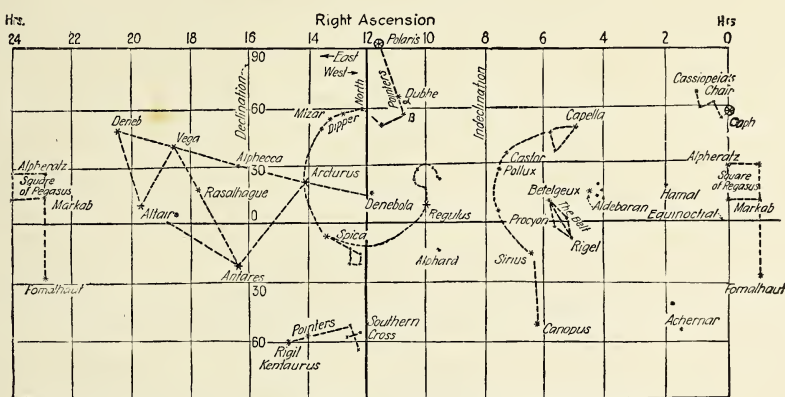 Right Ascension
Hrs.
Hrs
24 22 20 18 16 14 12 10 8 6 4 2 0
Polaris
90
East
West
Declination
North
Pointers
Dubhe
B
Indeclination
Cassiopeia's
Chair
60
Mizar
Dipper
Capella
Caph
Deneb
Vega
Alphecca
Arcturus
Castor
Pollux
Alpheratz
Square
of Pegasus
Markab
30
Rasalhague
Denebola
Regulus
Betelgeux
Aldebaran
Hamal
Alpheratz
Square
of Pegasus
Markab
Altair
0
Procyon
The Belt
Equinoctial
Spica
Alphard
Sirius
Rigel
Antares
Fomalhaut
30
Fomalhaut
Pointers
Southern
Cross
Canopus
Achernar
60
Rigil
Kentaurus